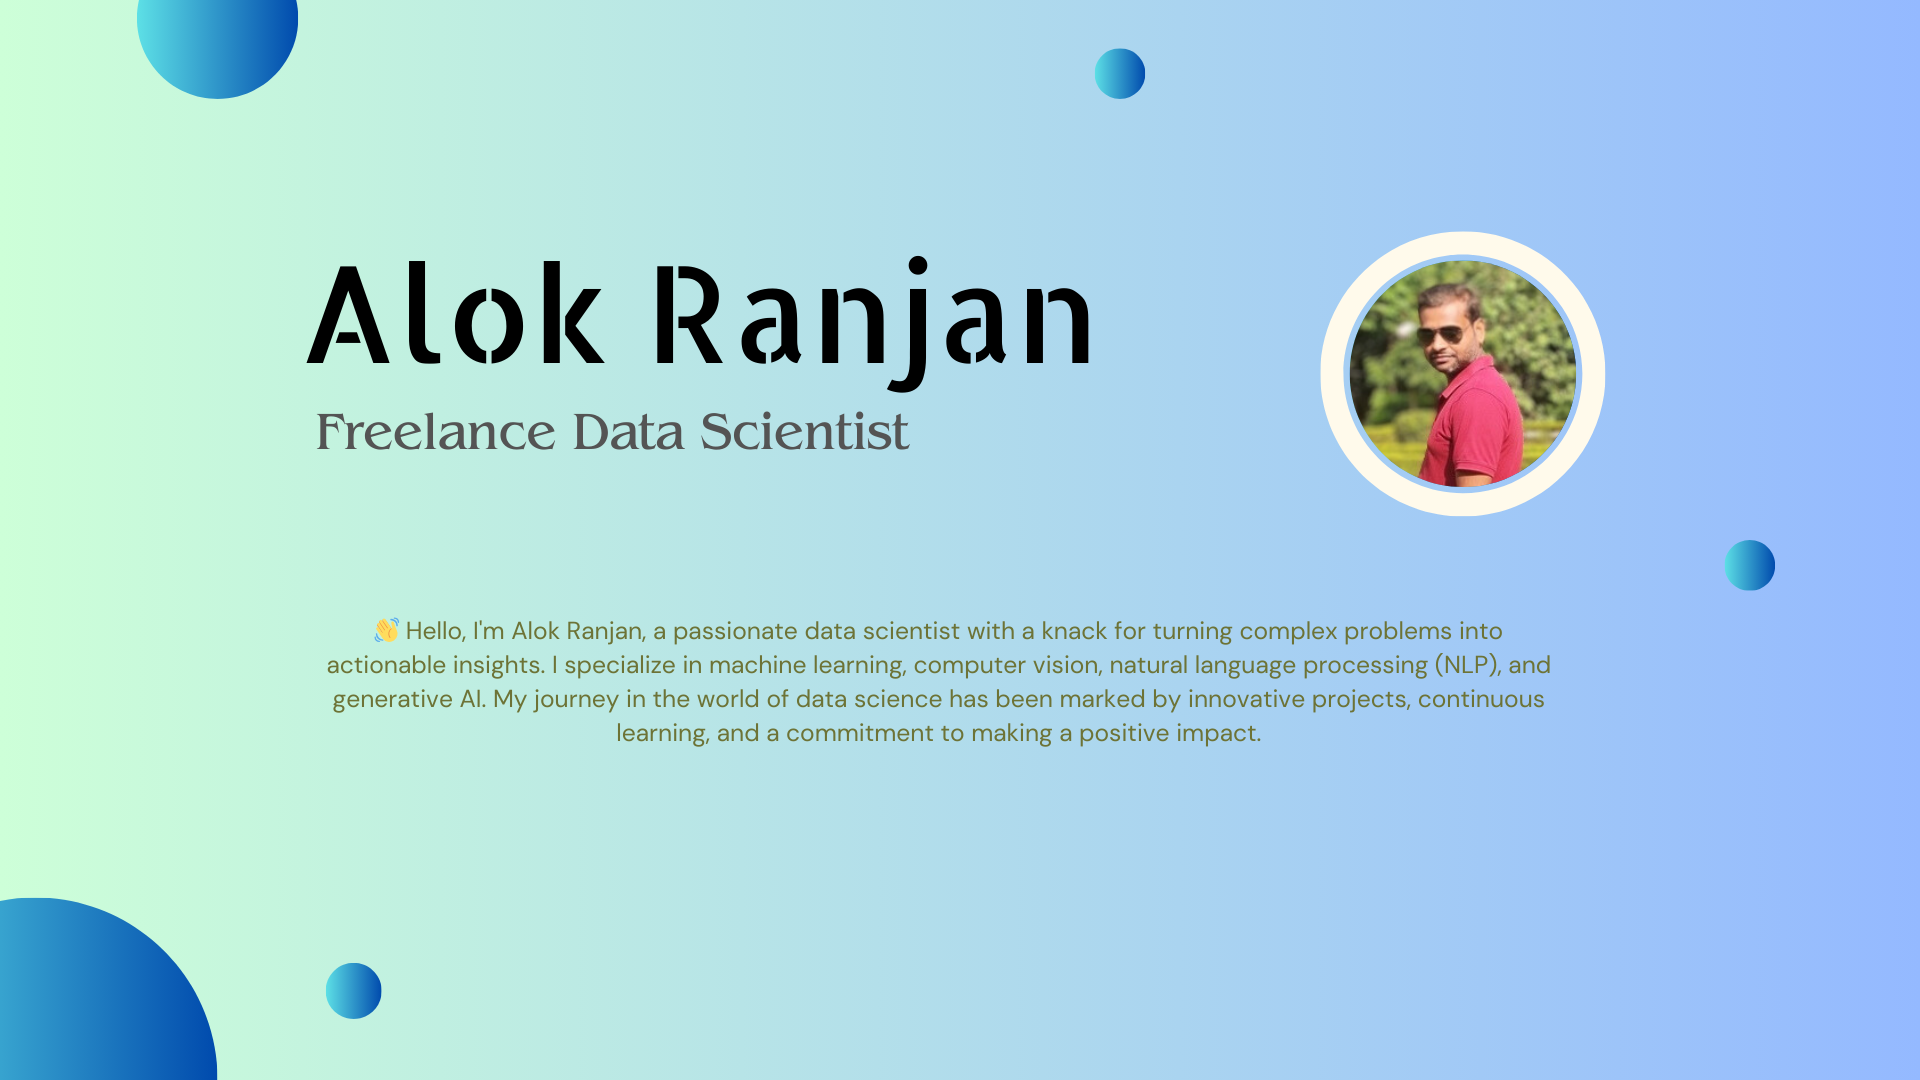 Alok Ranjan
Freelance Data Scientist
👋 Hello, I'm Alok Ranjan, a passionate data scientist with a knack for turning complex problems into
actionable insights. I specialize in machine learning, computer vision, natural language processing (NLP), and
generative AI. My journey in the world of data science has been marked by innovative projects, continuous
learning, and a commitment to making a positive impact.